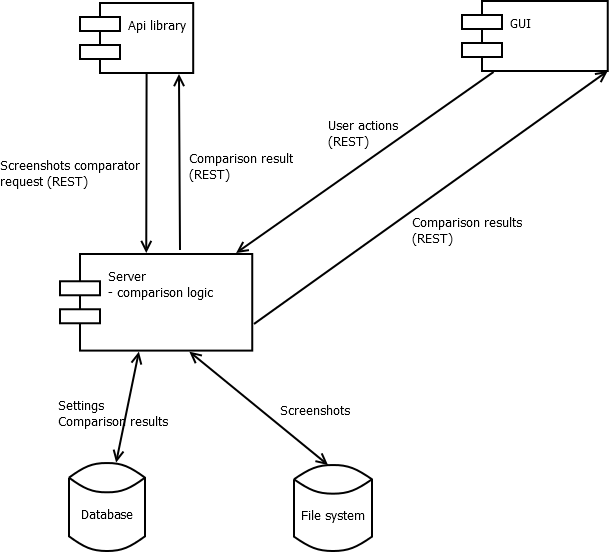 Api library
GUI
User actions
(REST)
Screenshots comparator
request (REST)
Comparison result
(REST)
Comparison results
(REST)
Server
- comparison logic
Settings
Comparison results
Screenshots
Database
File system